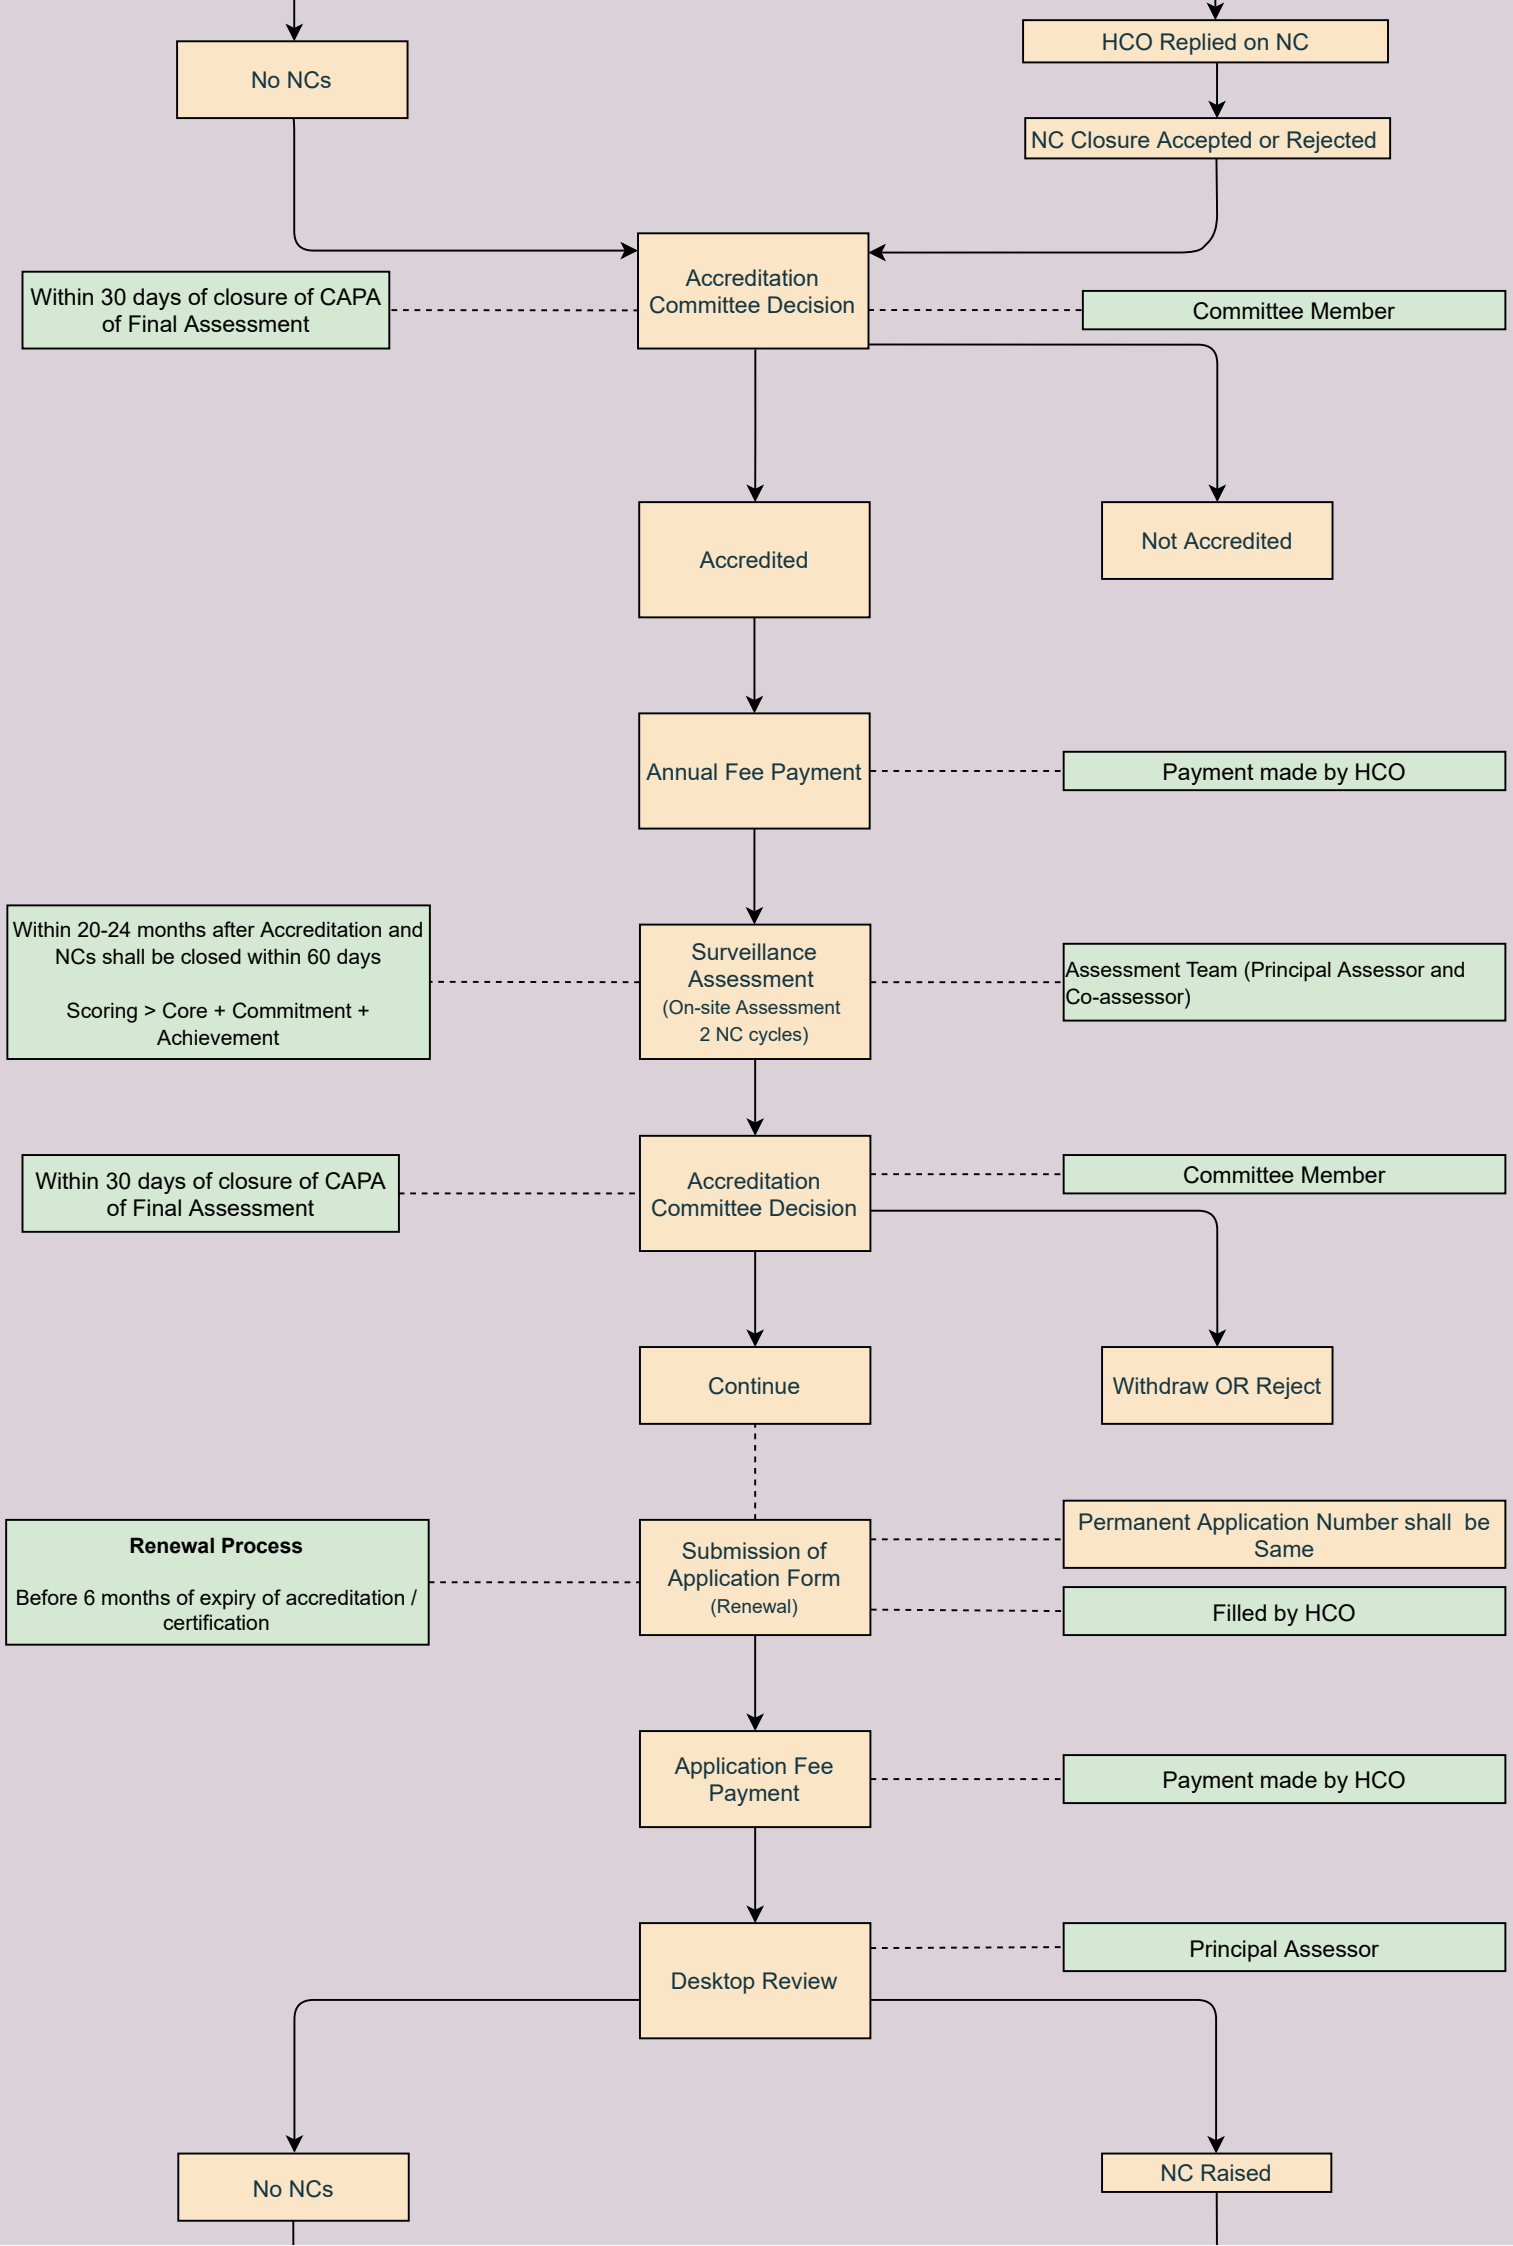 No NCs
HCO Replied on NC
NC Closure Accepted or Rejected
Within 30 days of closure of CAPA
of Final Assessment
Accreditation
Committee Decision
Committee Member
Accredited
Not Accredited
Annual Fee Payment
Payment made by HCO
Within 20-24 months after Accreditation and
NCs shall be closed within 60 days
Scoring > Core + Commitment +
Achievement
Surveillance
Assessment
(On-site Assessment
2 NC cycles)
Assessment Team (Principal Assessor and
Co-assessor)
Within 30 days of closure of CAPA
of Final Assessment
Accreditation
Committee Decision
Committee Member
Continue
Withdraw OR Reject
Renewal Process
Before 6 months of expiry of accreditation /
certification
Submission of
Application Form
(Renewal)
Permanent Application Number shall  be
Same
Filled by HCO
Application Fee
Payment
Payment made by HCO
Desktop Review
Principal Assessor
No NCs
NC Raised